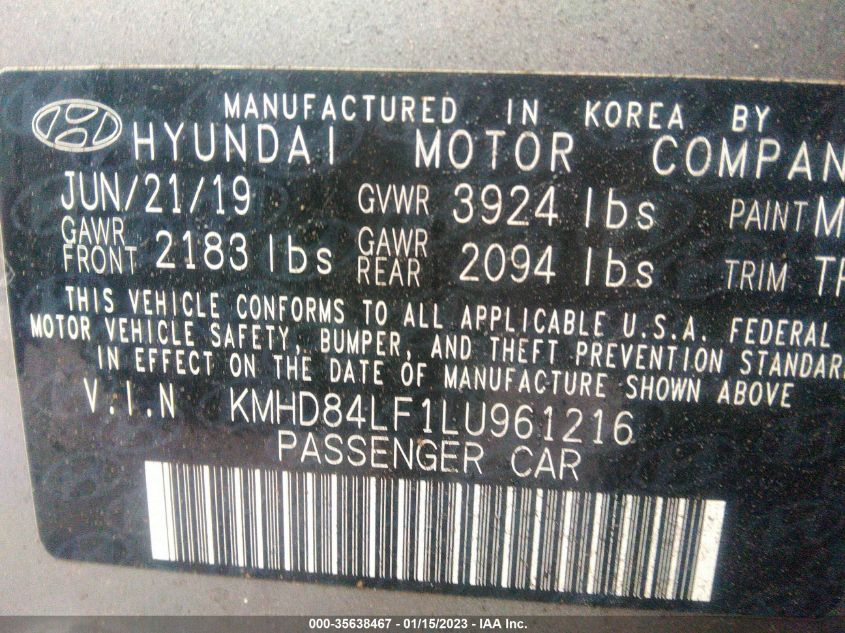 MANUFACTURED IN KOREA BY
HYUNDAI MOTOR COMPAN
JUN/21/19 GVWR 3924 lbs PAINT M
GAWR FRONT 2183 lbs GAWR REAR 2094 lbs TRIM TR
THIS VEHICLE CONFORMS TO ALL APPLICABLE U.S.A. FEDERAL
MOTOR VEHICLE SAFETY, BUMPER, AND THEFT PREVENTION STANDAR
IN EFFECT ON THE DATE OF MANUFACTURE SHOWN ABOVE
V.I.N KMHD84LF1LU961216
PASSENGER CAR
000-35638467 - 01/15/2023 - IAA Inc.